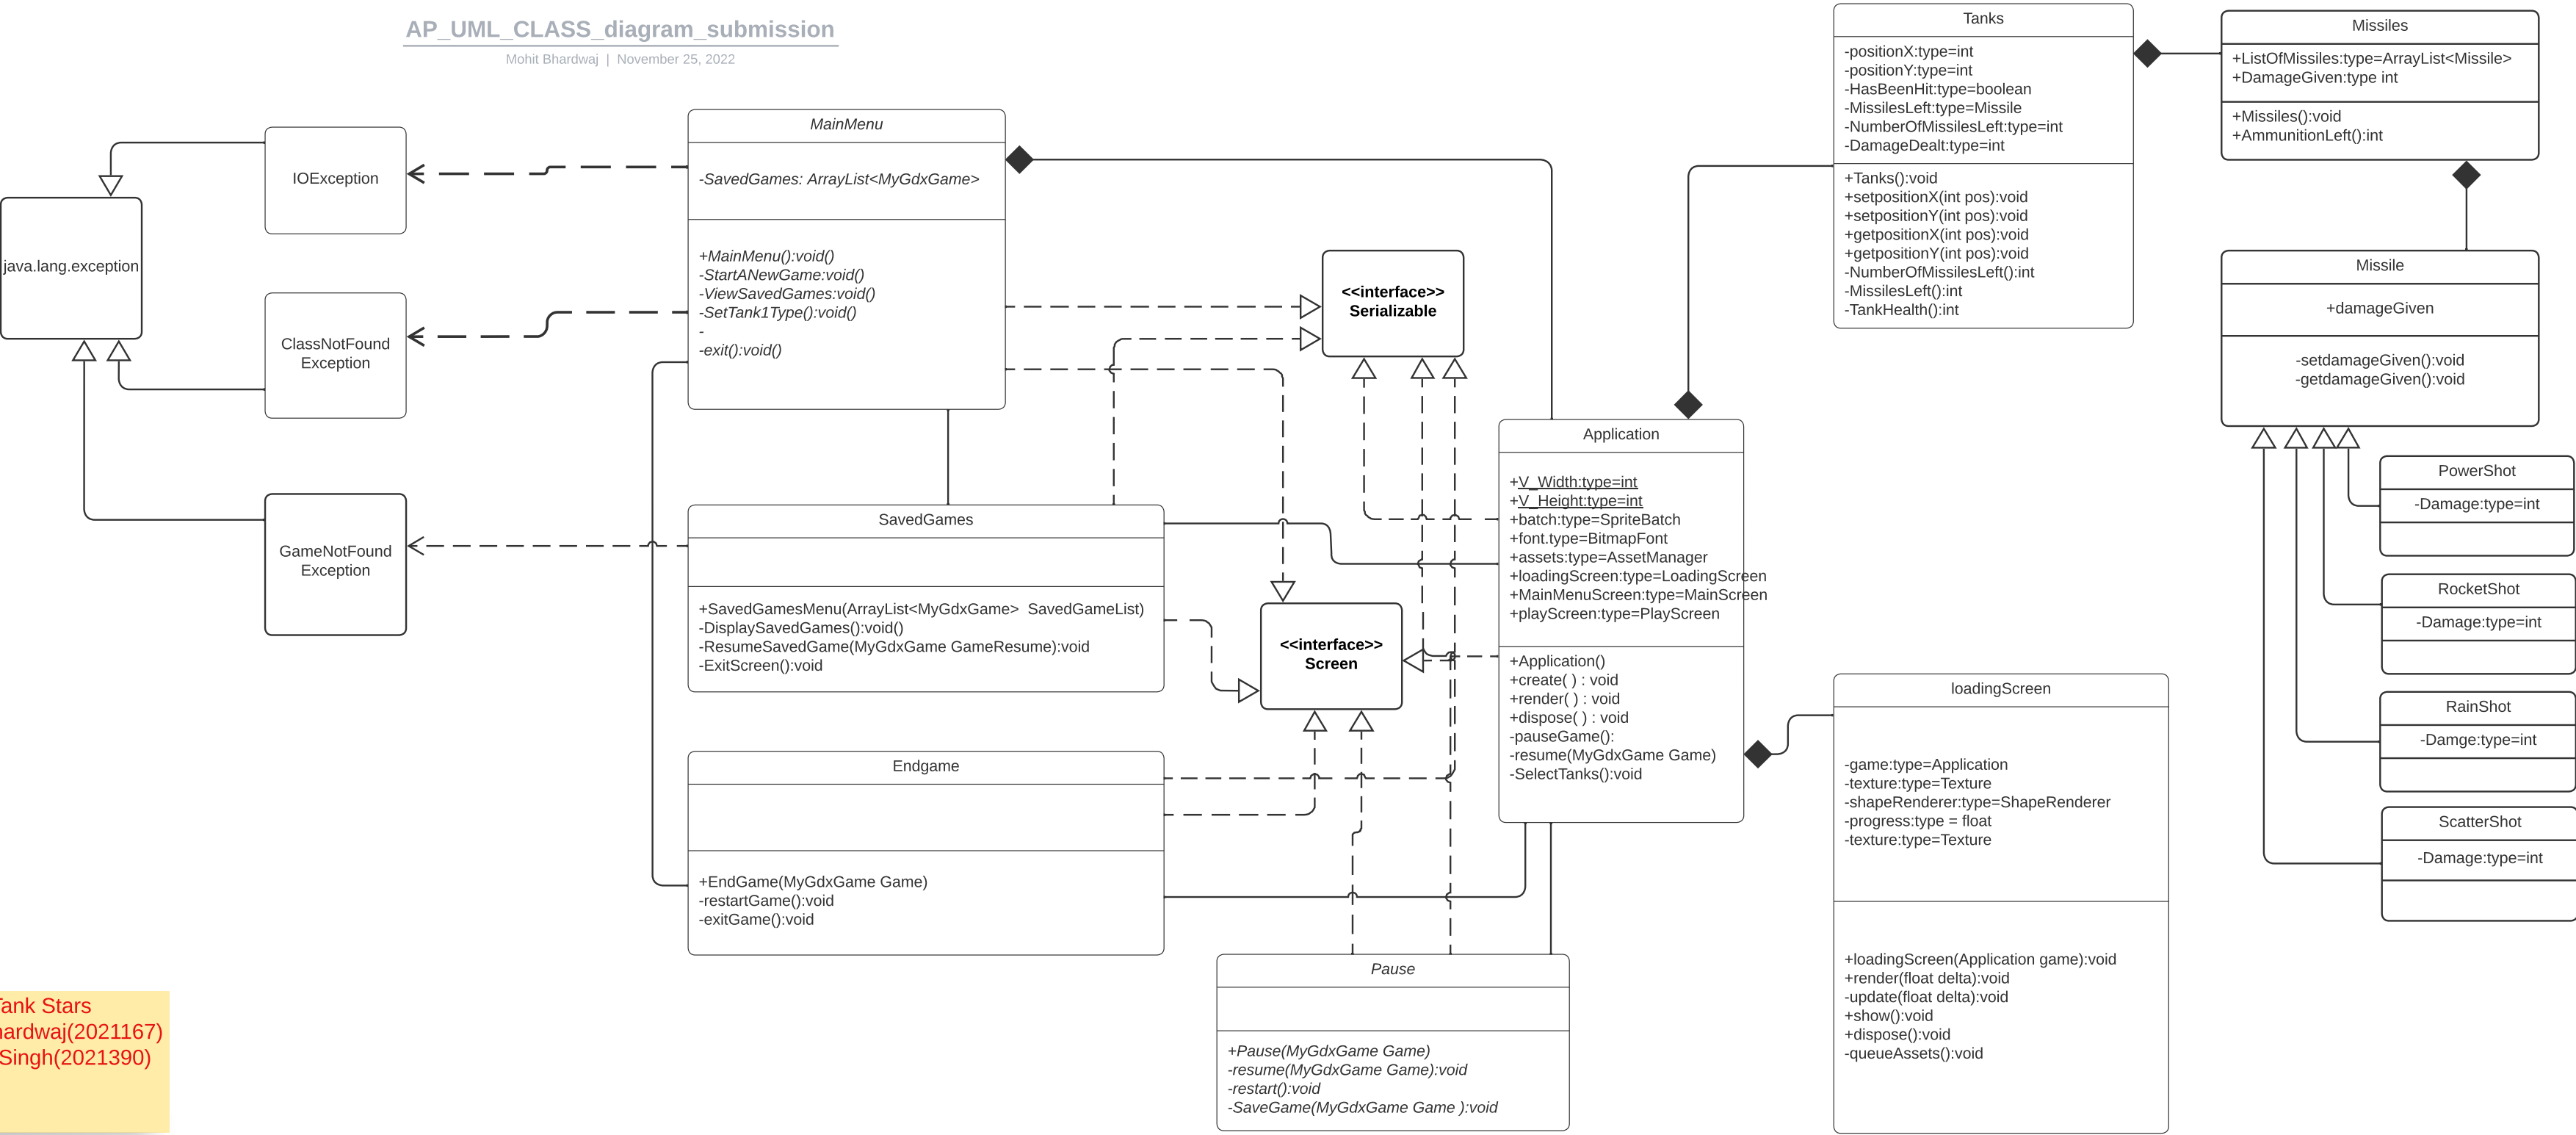 AP_UML_CLASS_diagram_submission
Mohit Bhardwaj | November 25, 2022
java.lang.exception
IOException
ClassNotFound
Exception
GameNotFound
Exception
MainMenu
-SavedGames: ArrayList<MyGdxGame>
+MainMenu():void()
-StartANewGame:void()
-ViewSavedGames:void()
-SetTank1Type():void()
-
-exit():void()
SavedGames
+SavedGamesMenu(ArrayList<MyGdxGame>  SavedGameList)
-DisplaySavedGames():void()
-ResumeSavedGame(MyGdxGame GameResume):void
-ExitScreen():void
Endgame
+EndGame(MyGdxGame Game)
-restartGame():void
-exitGame():void
<<interface>>
Serializable
<<interface>>
Screen
Pause
+Pause(MyGdxGame Game)
-resume(MyGdxGame Game):void
-restart():void
-SaveGame(MyGdxGame Game ):void
Application
+V_Width:type=int
+V_Height:type=int
+batch:type=SpriteBatch
+font.type=BitmapFont
+assets:type=AssetManager
+loadingScreen:type=LoadingScreen
+MainMenuScreen:type=MainScreen
+playScreen:type=PlayScreen
+Application()
+create( ) : void
+render( ) : void
+dispose( ) : void
-pauseGame():
-resume(MyGdxGame Game)
-SelectTanks():void
Tanks
-positionX:type=int
-positionY:type=int
-HasBeenHit:type=boolean
-MissilesLeft:type=Missile
-NumberOfMissilesLeft:type=int
-DamageDealt:type=int
+Tanks():void
+setpositionX(int pos):void
+setpositionY(int pos):void
+getpositionX(int pos):void
+getpositionY(int pos):void
-NumberOfMissilesLeft():int
-MissilesLeft():int
-TankHealth():int
loadingScreen
-game:type=Application
-texture:type=Texture
-shapeRenderer:type=ShapeRenderer
-progress:type = float
-texture:type=Texture
+loadingScreen(Application game):void
+render(float delta):void
-update(float delta):void
+show():void
+dispose():void
-queueAssets():void
Missiles
+ListOfMissiles:type=ArrayList<Missile>
+DamageGiven:type int
+Missiles():void
+AmmunitionLeft():int
Missile
+damageGiven
-setdamageGiven():void
-getdamageGiven():void
PowerShot
-Damage:type=int
RocketShot
-Damage:type=int
RainShot
-Damge:type=int
ScatterShot
-Damage:type=int
Tank Stars
hardwaj(2021167)
Singh(2021390)